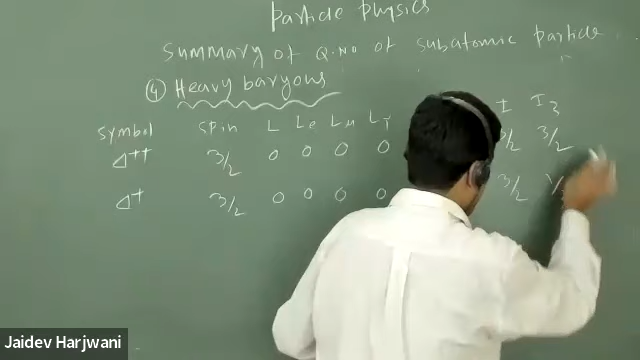 Particle Physics
Summary of Q.No of subatomic particle
④ Heavy baryons
Symbol Spin L Le Lμ Lτ I I3
Δ++ 3/2 0 0 0 0 3/2 3/2
Δ+ 3/2 0 0 0 0 3/2
Jaidev Harjwani